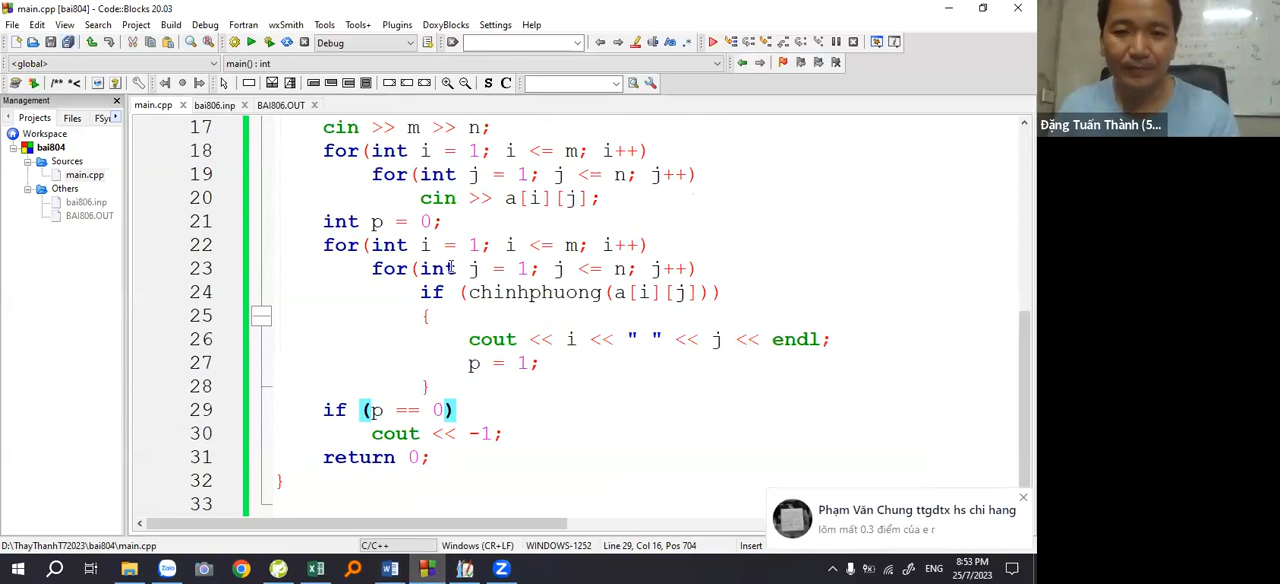 main.cpp [bai804] - Code::Blocks 20.03
File Edit View Search Project Build Debug Fortran wxSmith Tools Tools+ Plugins DoxyBlocks Settings Help
Debug
<global>
main() : int
/** *<
S C
Management
Projects Files FSy
Workspace
bai804
Sources
main.cpp
Others
bai806.inp
BAI806.OUT
main.cpp bai806.inp BAI806.OUT
17 cin >> m >> n;
18 for(int i = 1; i <= m; i++)
19 for(int j = 1; j <= n; j++)
20 cin >> a[i][j];
21 int p = 0;
22 for(int i = 1; i <= m; i++)
23 for(int j = 1; j <= n; j++)
24 if (chinhphuong(a[i][j]))
25 {
26 cout << i << " " << j << endl;
27 p = 1;
28 }
29 if (p == 0)
30 cout << -1;
31 return 0;
32 }
33
Đặng Tuấn Thành (5...
Phạm Văn Chung ttgdtx hs chi hang
lõm mất 0.3 điểm của e r
D:\ThayThanhT72023\bai804\main.cpp C/C++ Windows (CR+LF) WINDOWS-1252 Line 29, Col 16, Pos 704 Insert
Zalo
ENG
8:53 PM
25/7/2023